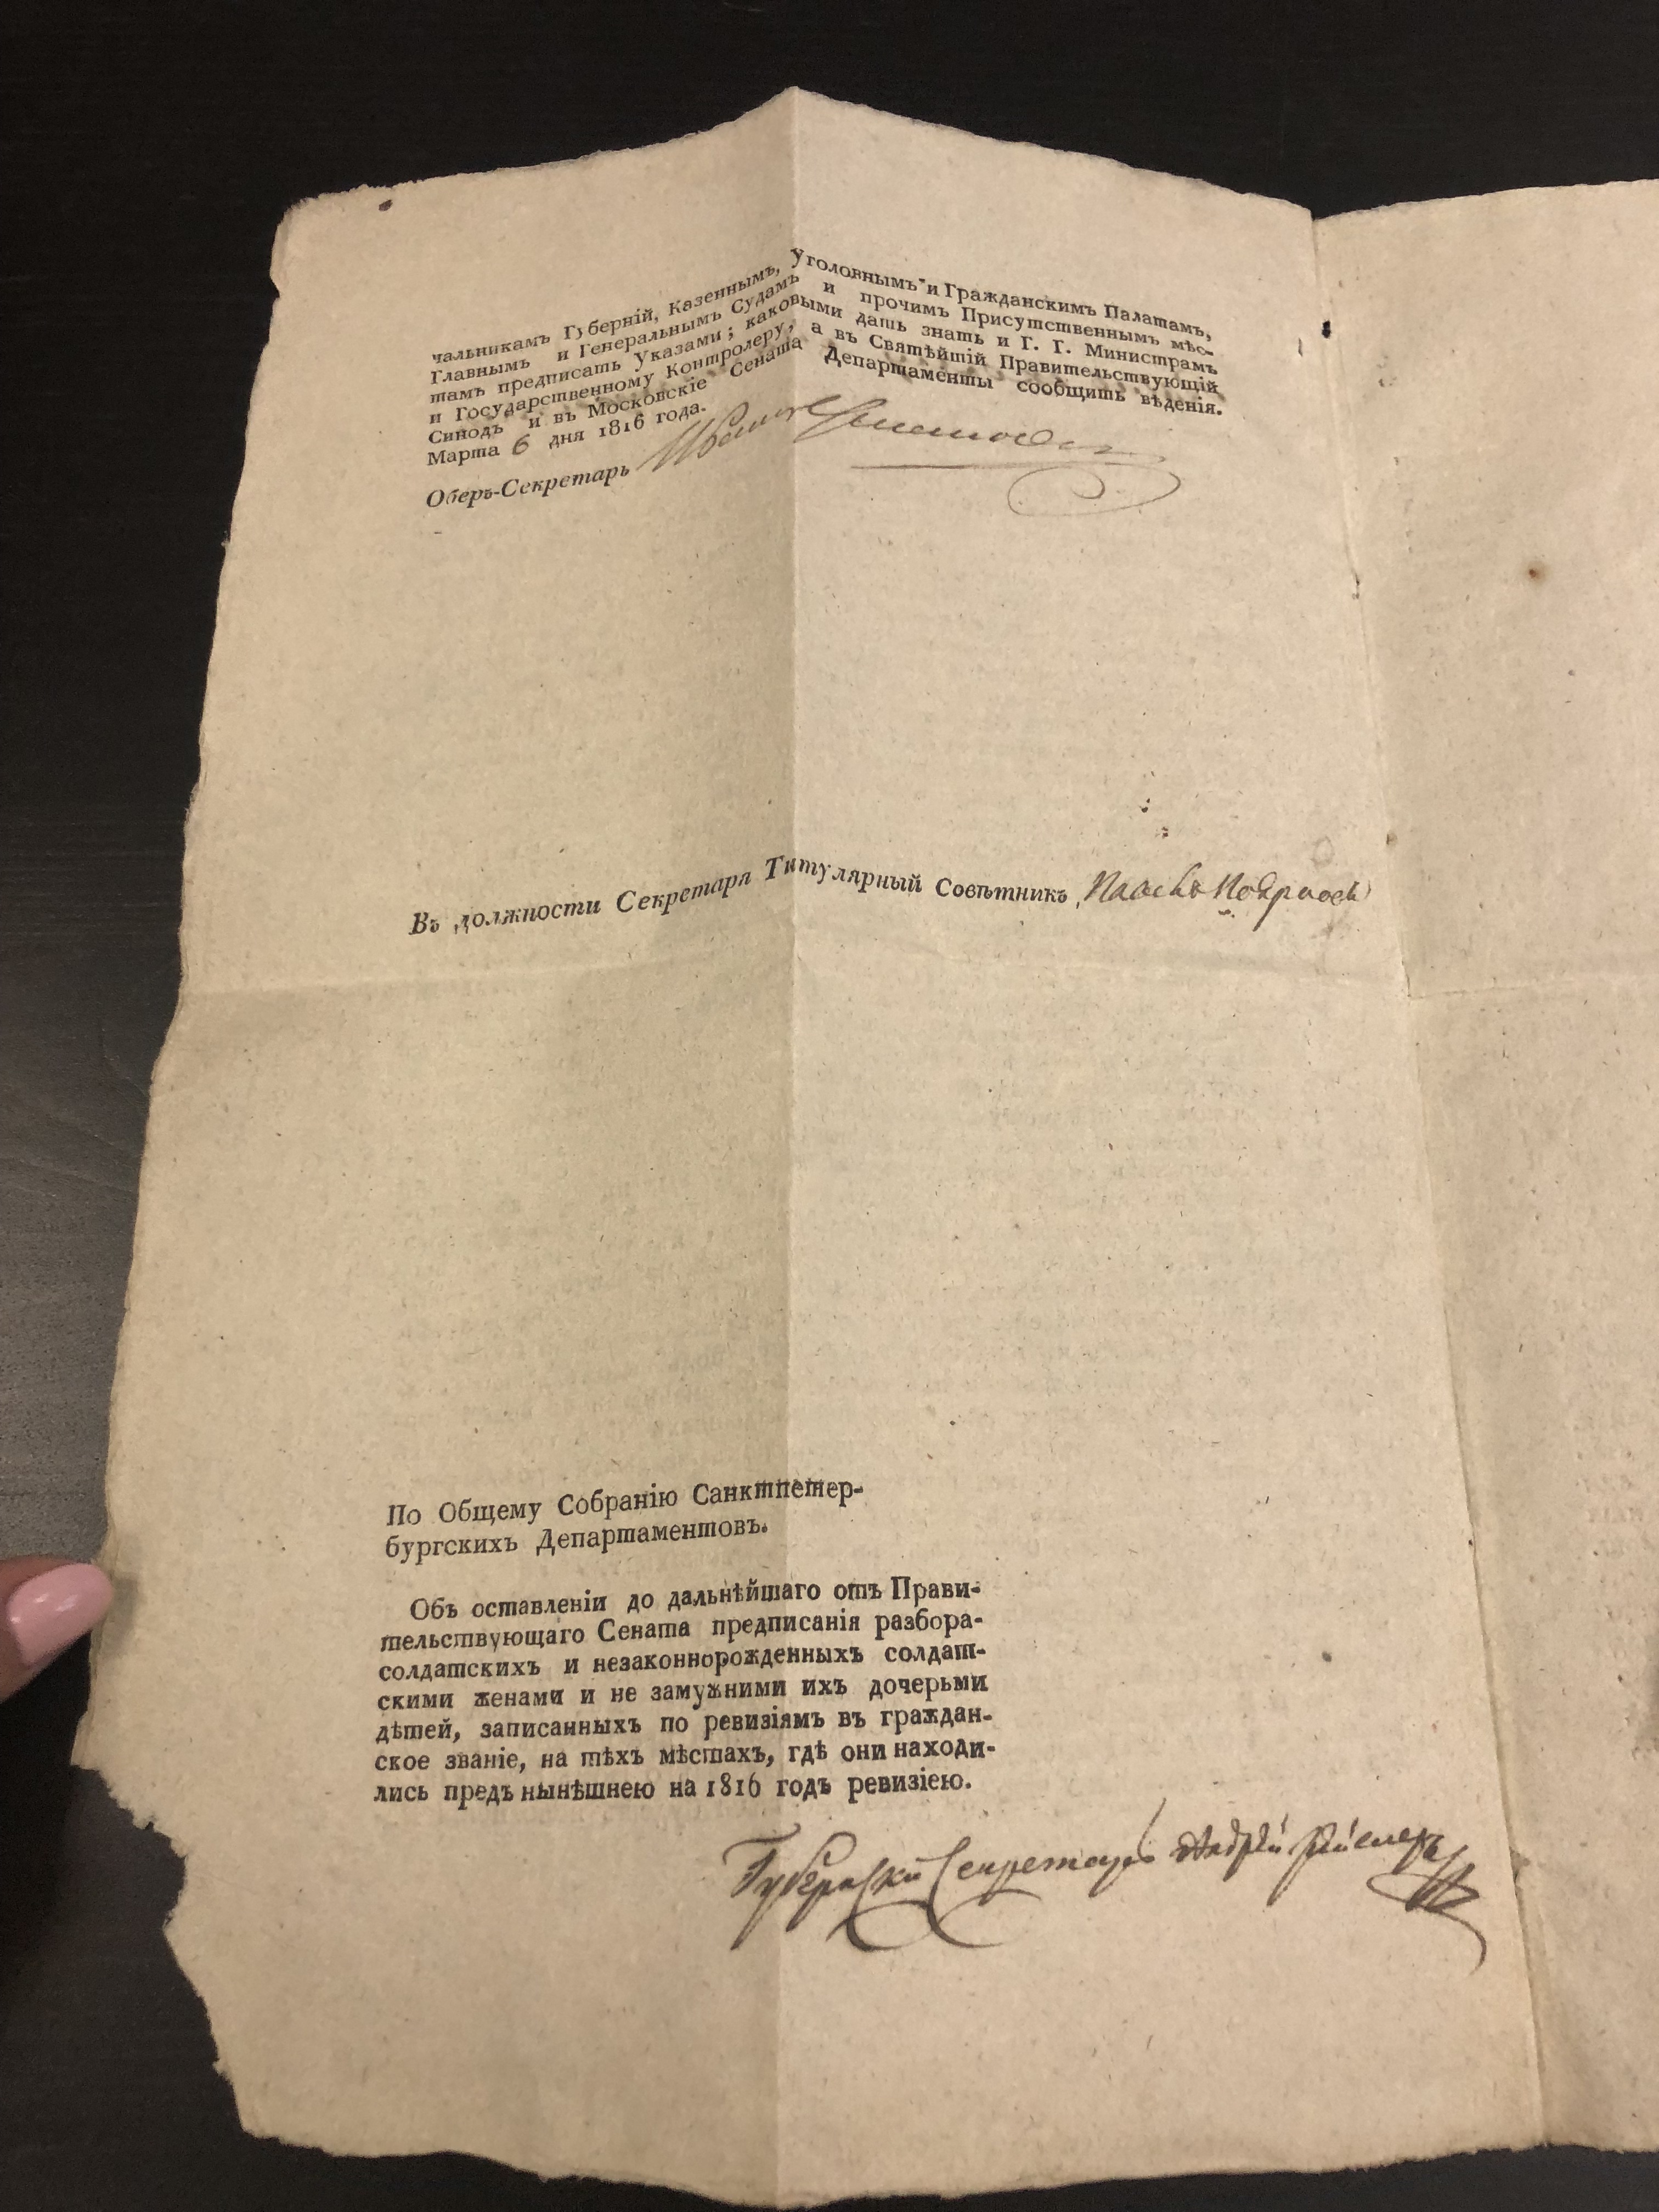 чальникамъ Губерній, Казеннымъ, Уголовнымъ и Гражданскимъ Палатамъ,
Главнымъ и Генеральнымъ Судамъ и прочимъ Присутственнымъ мѣс-
тамъ предписать Указами; каковыми дать знать и Г. Г. Министрамъ
и Государственному Контролеру, а въ Святѣйшій Правительствующій
Синодъ и въ Московскіе Сената Департаменты сообщить вѣденія.
Марта 6 дня 1816 года.
Оберъ-Секретарь
Въ должности Секретаря Титулярный Совѣтникъ
По Общему Собранію Санктпетер-
бургскихъ Департаментовъ.
Объ оставленіи до дальнѣйшаго отъ Прави-
тельствующаго Сената предписанія разбора-
солдатскихъ и незаконнорожденныхъ солдат-
скими женами и не замужними ихъ дочерьми
дѣтей, записанныхъ по ревизіямъ въ граждан-
ское званіе, на тѣхъ мѣстахъ, гдѣ они находи-
лись предъ нынѣшнею на 1816 годъ ревизіею.
Губернскій Секретарь Андрей